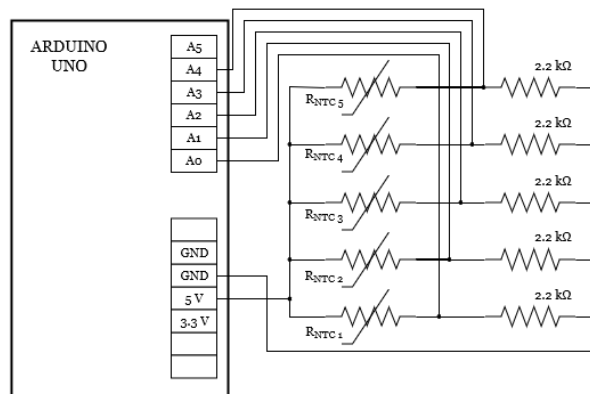 ARDUINO
UNO
A5
A4
A3
A2
A1
A0
GND
GND
5 V
3.3 V
RNTC 5
RNTC 4
RNTC 3
RNTC 2
RNTC 1
2.2 kΩ
2.2 kΩ
2.2 kΩ
2.2 kΩ
2.2 kΩ